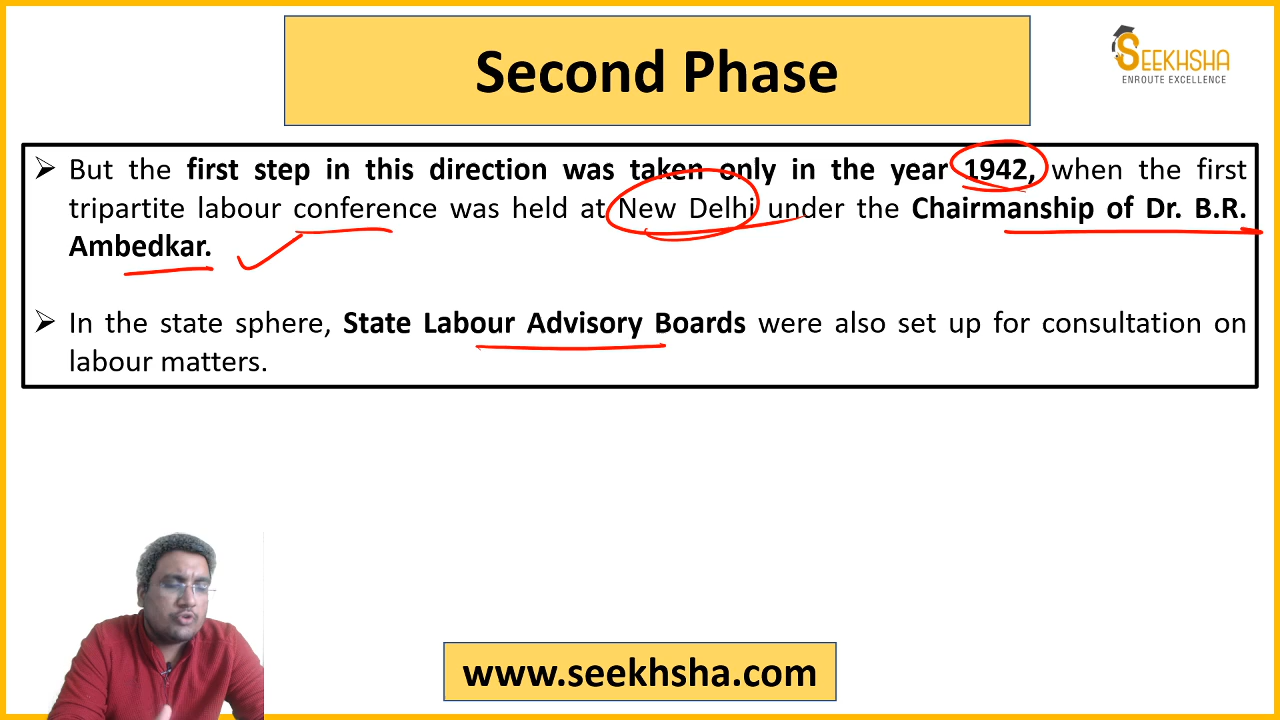 Second Phase
SEEKHSHA
ENROUTE EXCELLENCE
➢ But the first step in this direction was taken only in the year 1942, when the first
tripartite labour conference was held at New Delhi under the Chairmanship of Dr. B.R.
Ambedkar.
➢ In the state sphere, State Labour Advisory Boards were also set up for consultation on
labour matters.
www.seekhsha.com